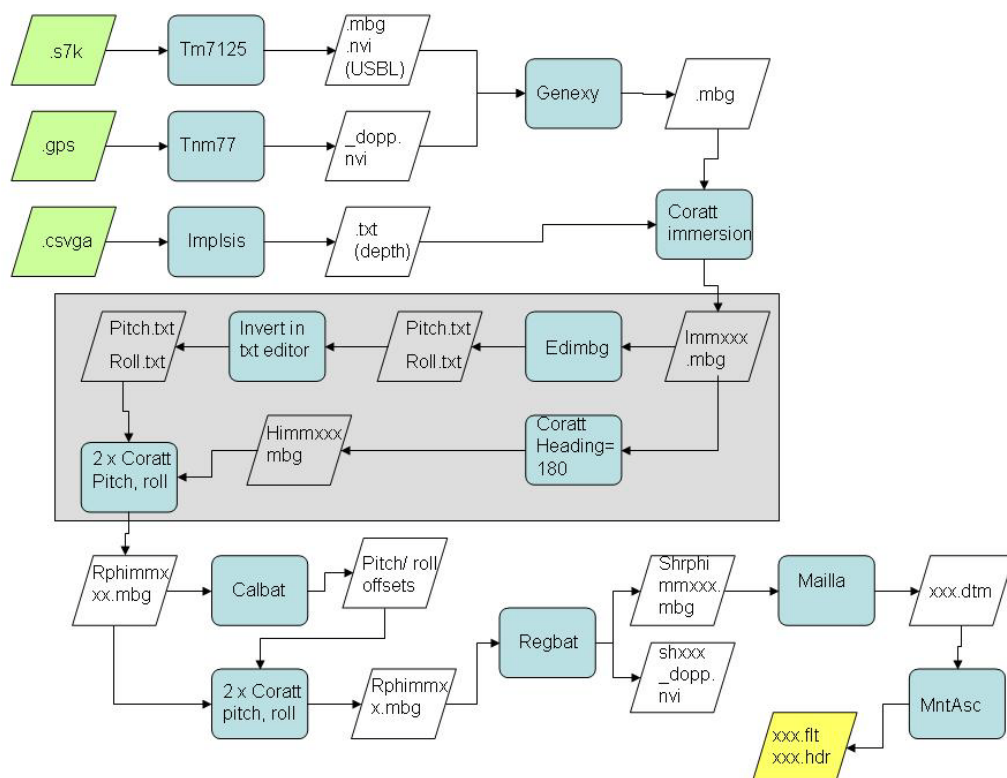 .s7k
Tm7125
.mbg
.nvi
(USBL)
Genexy
.mbg
.gps
Tnm77
_dopp.
nvi
.csvga
Implsis
.txt
(depth)
Coratt
immersion
Pitch.txt
Roll.txt
Invert in
txt editor
Pitch.txt
Roll.txt
Edimbg
Immxxx
.mbg
2 x Coratt
Pitch, roll
Himmxxx
mbg
Coratt
Heading=
180
Rphimmx
xx.mbg
Calbat
Pitch/ roll
offsets
2 x Coratt
pitch, roll
Rphimmx
x.mbg
Regbat
Shrphi
mmxxx.
mbg
shxxx
_dopp.
nvi
Mailla
xxx.dtm
MntAsc
xxx.flt
xxx.hdr